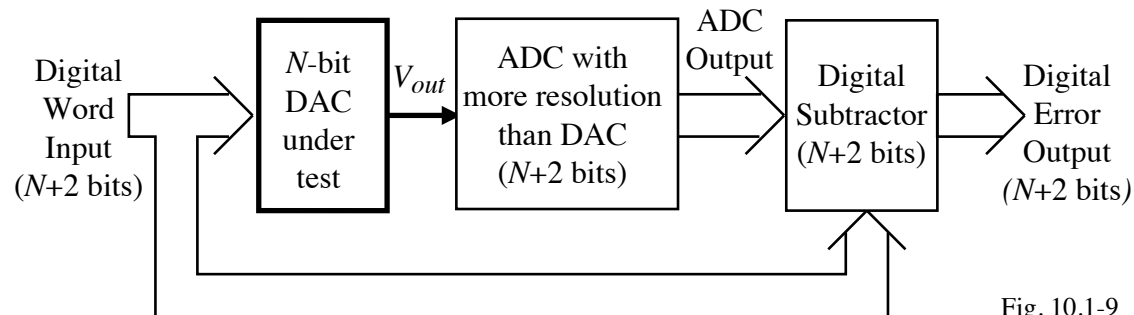 Digital
Word
Input
(N+2 bits)
N-bit
DAC
under
test
Vout
ADC with
more resolution
than DAC
(N+2 bits)
ADC
Output
Digital
Subtractor
(N+2 bits)
Digital
Error
Output
(N+2 bits)
Fig. 10.1-9